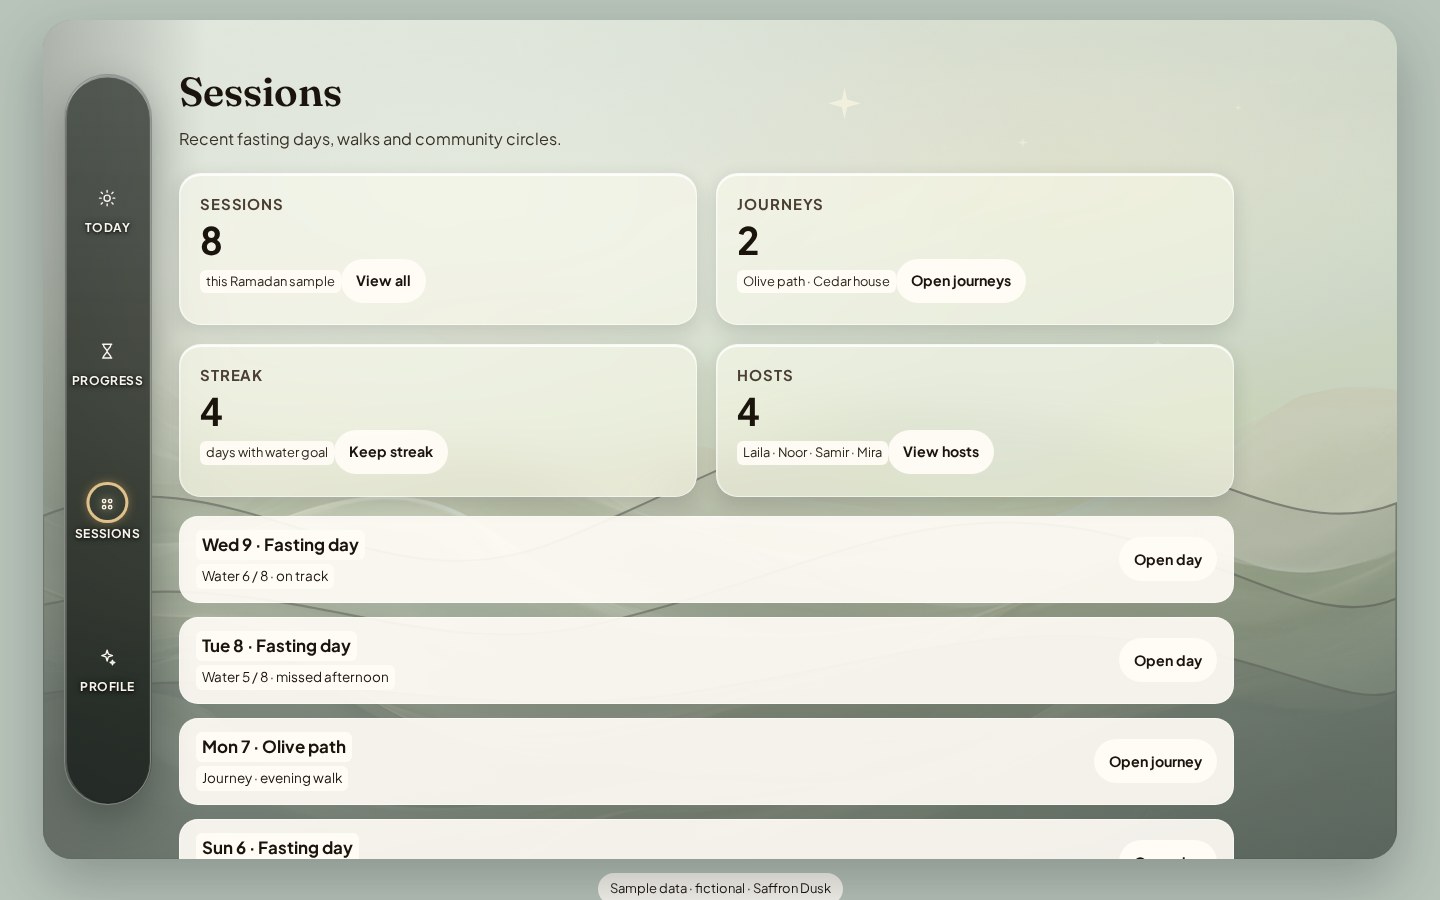 Sessions
Recent fasting days, walks and community circles.
TODAY
PROGRESS
SESSIONS
PROFILE
SESSIONS
8
this Ramadan sample
View all
JOURNEYS
2
Olive path · Cedar house
Open journeys
STREAK
4
days with water goal
Keep streak
HOSTS
4
Laila · Noor · Samir · Mira
View hosts
Wed 9 · Fasting day
Water 6 / 8 · on track
Open day
Tue 8 · Fasting day
Water 5 / 8 · missed afternoon
Open day
Mon 7 · Olive path
Journey · evening walk
Open journey
Sun 6 · Fasting day
Sample data · fictional · Saffron Dusk